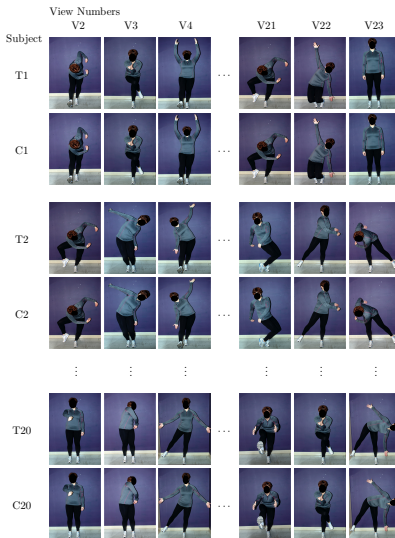 View Numbers
V2 V3 V4 V21 V22 V23
Subject
T1 ...
C1 ...
T2 ...
C2 ...
⋮ ⋮ ⋮ ⋮ ⋮ ⋮ ⋮
T20 ...
C20 ...